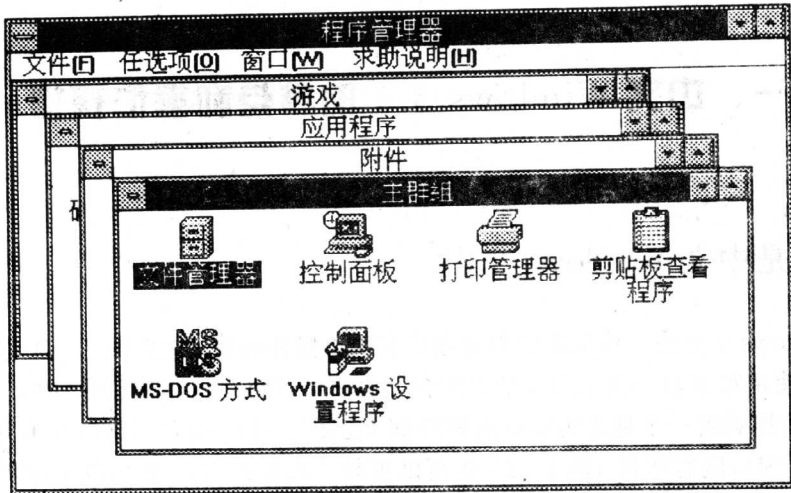 程序管理器
文件(F) 任选项(O) 窗口(W) 求助说明(H)
游戏
应用程序
附件
主群组
文件管理器
控制面板
打印管理器
剪贴板查看
程序
MS-DOS 方式
Windows 设
置程序